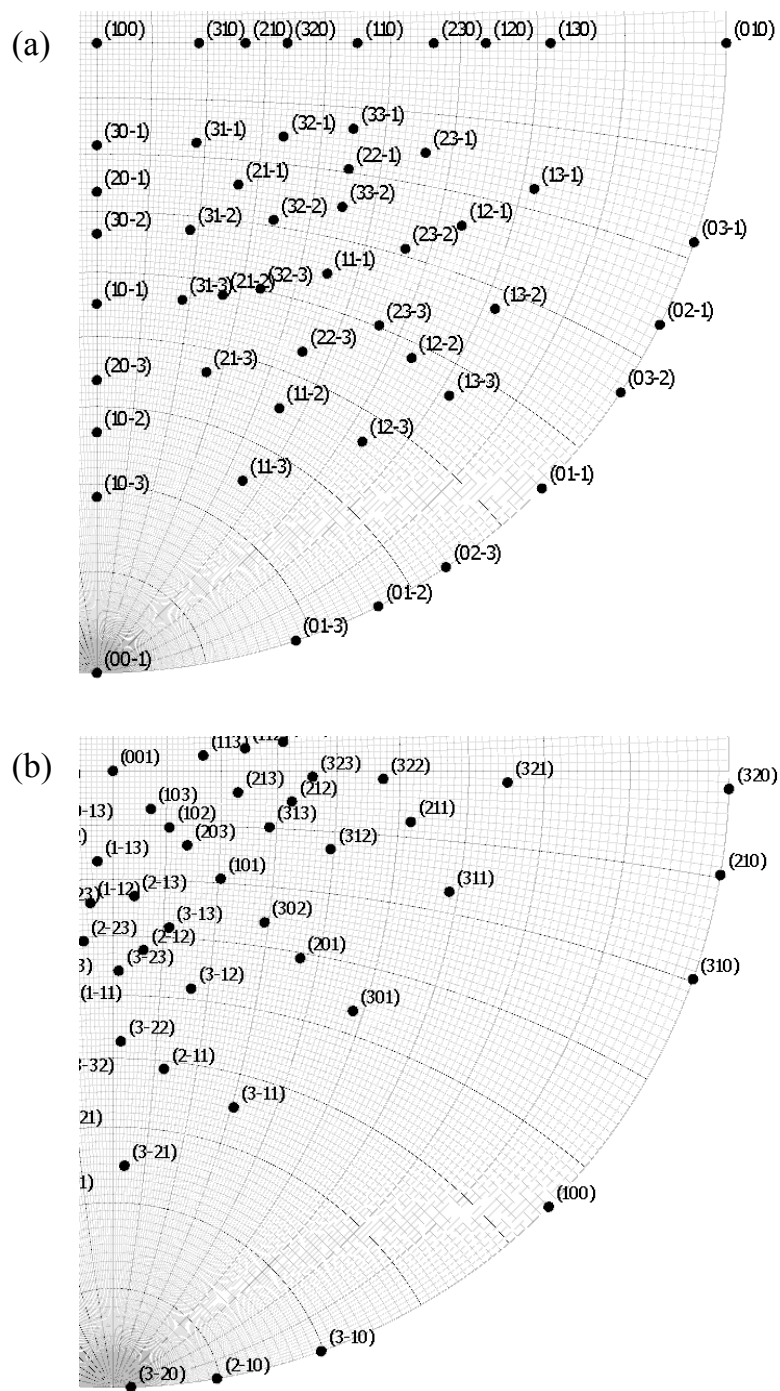 (a)
(100) (310) (210) (320) (110) (230) (120) (130) (010)
(30-1) (31-1) (32-1) (33-1) (23-1)
(20-1) (21-1) (22-1) (13-1)
(30-2) (31-2) (32-2) (33-2) (23-2) (12-1) (03-1)
(10-1) (31-3) (21-2) (32-3) (11-1) (13-2) (02-1)
(20-3) (21-3) (22-3) (23-3) (12-2) (03-2)
(10-2) (11-2) (12-3) (13-3)
(10-3) (11-3) (01-1)
(02-3)
(01-2)
(00-1) (01-3)
(b)
(001) (113) (323) (322) (321) (320)
(103) (213) (212) (211)
(102) (203) (313) (312) (210)
(1-13) (101) (311)
(1-12) (2-13) (3-13) (302)
(2-23) (2-12) (201) (310)
(3-23) (3-12) (301)
(1-11)
(3-22) (2-11)
(3-11)
(3-21)
(100)
(3-10)
(3-20) (2-10)